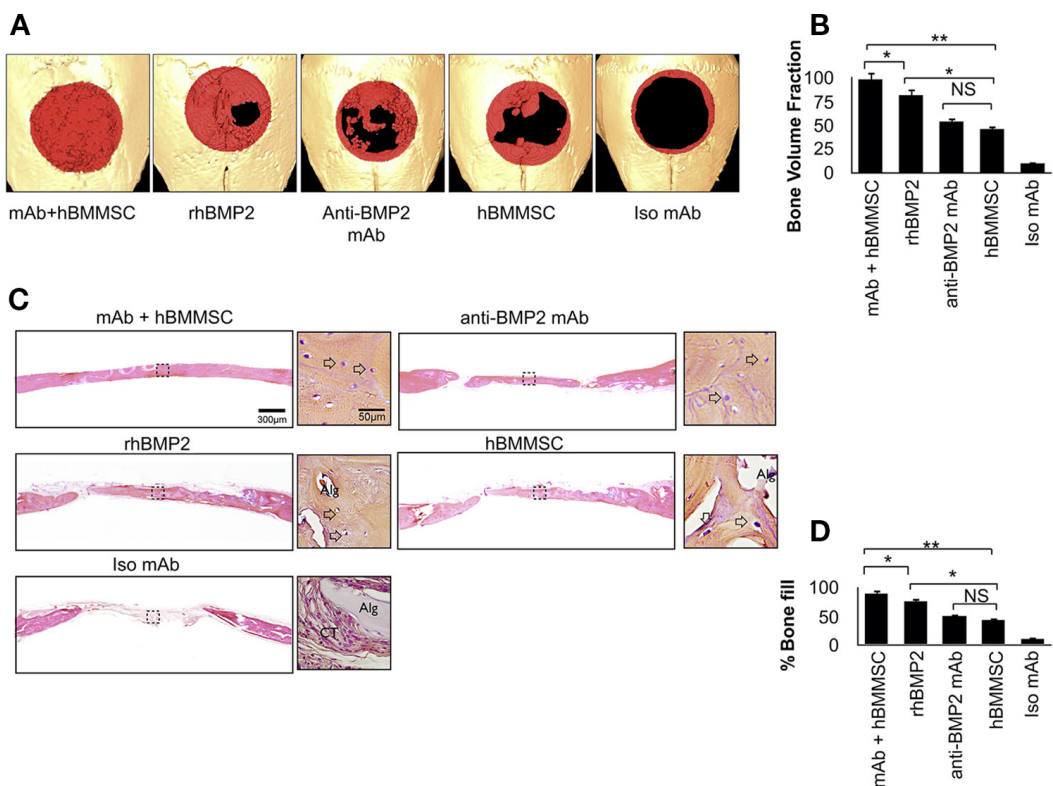 A
mAb+hBMMSC
rhBMP2
Anti-BMP2
mAb
hBMMSC
Iso mAb
B
Bone Volume Fraction
100
75
50
25
0
**
*
*
NS
mAb + hBMMSC
rhBMP2
anti-BMP2 mAb
hBMMSC
Iso mAb
C
mAb + hBMMSC
300µm
50µm
anti-BMP2 mAb
rhBMP2
Alg
hBMMSC
Alg
Iso mAb
Alg
CT
D
% Bone fill
100
50
0
**
*
*
NS
mAb + hBMMSC
rhBMP2
anti-BMP2 mAb
hBMMSC
Iso mAb